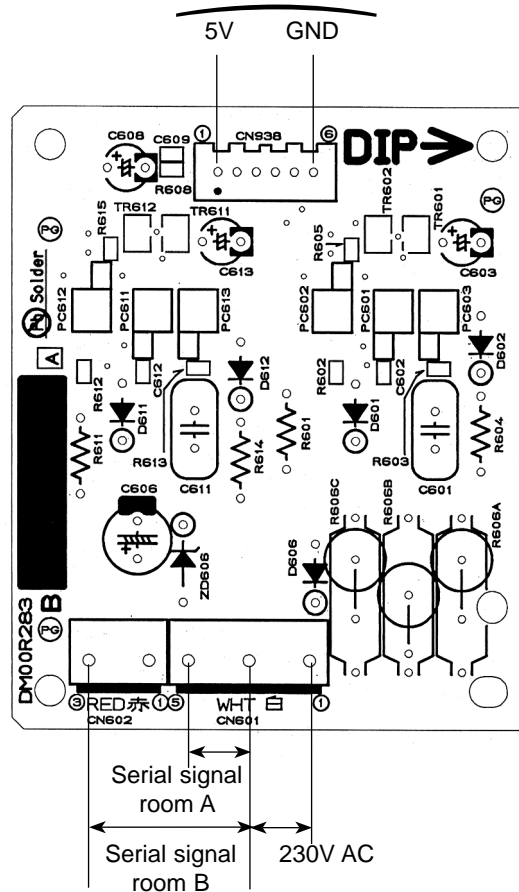 5V GND
C608 C609 ① CN938 ⑥ DIP
R608
TR602
R615 TR612 TR611 R605 TR601
PG PG
C613 C603
Pb Solder
PC612 PC611 PC613 PC602 PC601 PC603
A
R612 C612 D612 R602 C602 D602
D611 R601 D601
R611 R613 R614 R603 R604
C611 C601
C606 R606C R606B R606A
ZD606 D606
DM00R283 B
PG PG
③ RED 赤 ① ⑤ WHT 白 ①
CN602 CN601
Serial signal
room A
Serial signal
room B
230V AC